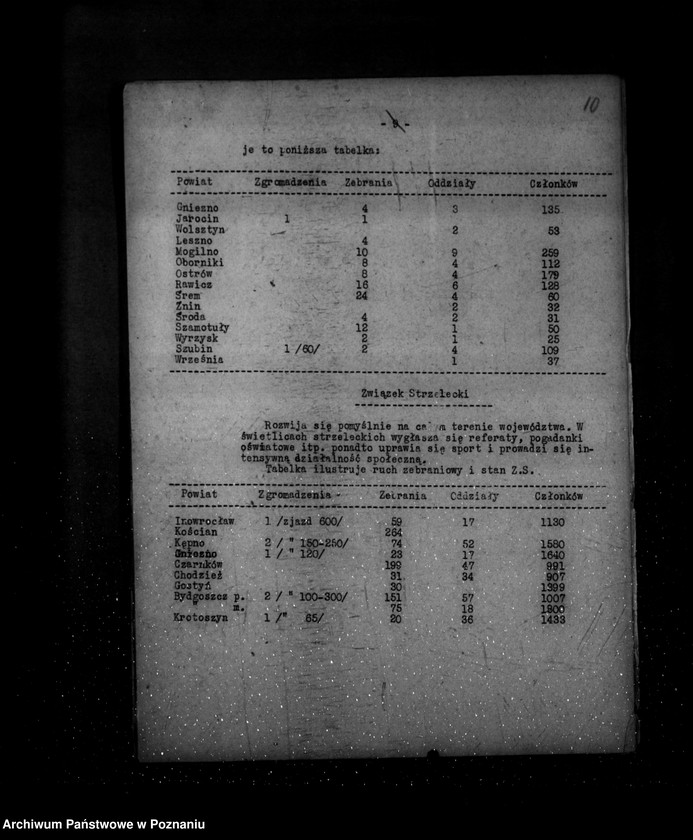 10
- 9 -
je to poniższa tabelka:
Powiat Zgromadzenia Zebrania Oddziały Członków
Gniezno 4 3 135
Jarocin 1 1
Wolsztyn 2 53
Leszno 4
Mogilno 10 9 259
Oborniki 8 4 112
Ostrów 8 4 179
Rawicz 16 6 128
Śrem 24 4 60
Żnin 2 32
Środa 4 2 31
Szamotuły 12 1 50
Wyrzysk 2 1 25
Szubin 1 /60/ 2 4 109
Września 1 37
Związek Strzelecki
Rozwija się pomyślnie na terenie województwa. W
świetlicach strzeleckich wygłasza się referaty, pogadanki
oświatowe itp. ponadto uprawia się sport i prowadzi się in-
tensywną działalność społeczną.
Tabelka ilustruje ruch zebraniowy i stan Z.S.
Powiat Zgromadzenia - Zebrania Oddziały Członków
Inowrocław 1 /zjazd 600/ 59 17 1130
Kościan 264
Kępno 2 / " 150-250/ 74 52 1580
Gniezno 1 / " 120/ 23 17 1640
Czarnków 199 47 991
Chodzież 31 34 907
Gostyń 30 1399
Bydgoszcz p. 2 / " 100-300/ 151 57 1007
" m. 75 18 1800
Krotoszyn 1 /" 65/ 20 36 1433
Archiwum Państwowe w Poznaniu